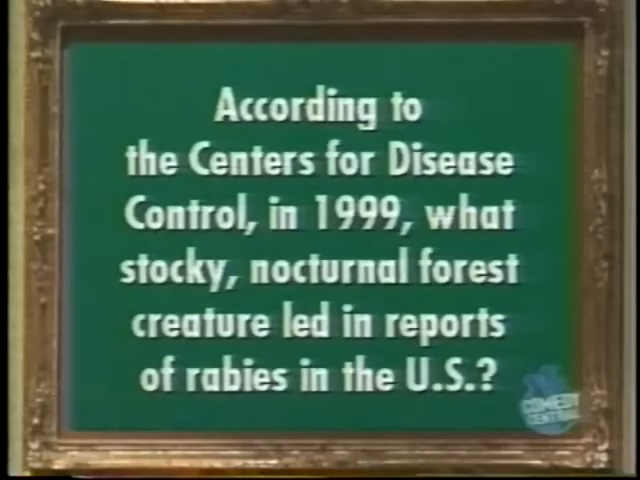 According to
the Centers for Disease
Control, in 1999, what
stocky, nocturnal forest
creature led in reports
of rabies in the U.S.?
COMEDY
CENTRAL